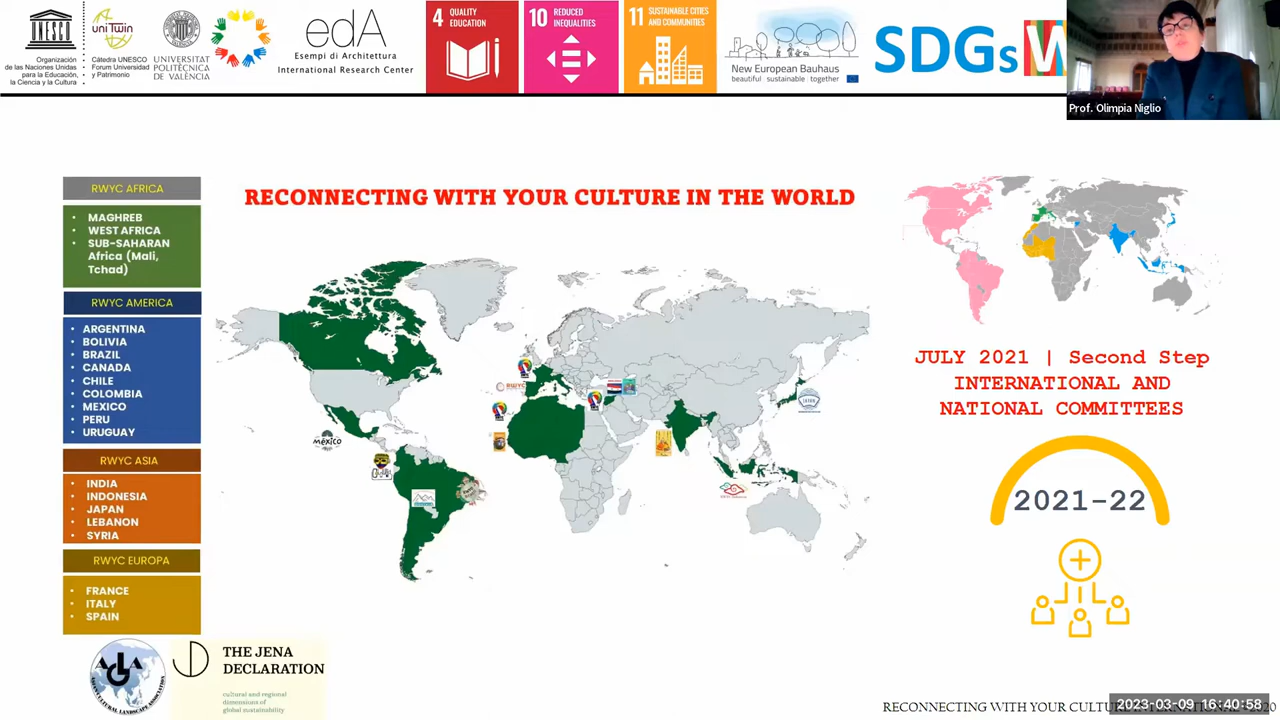 UNESCO
Organización
de las Naciones Unidas
para la Educación,
la Ciencia y la Cultura
uniTwin
Cátedra UNESCO
Forum Universidad
y Patrimonio
UNIVERSITAT
POLITÈCNICA
DE VALÈNCIA
edA
Esempi di Architettura
International Research Center
4 QUALITY
EDUCATION
10 REDUCED
INEQUALITIES
11 SUSTAINABLE CITIES
AND COMMUNITIES
New European Bauhaus
beautiful sustainable together
SDGs
Prof. Olimpia Niglio
RECONNECTING WITH YOUR CULTURE IN THE WORLD
RWYC AFRICA
• MAGHREB
• WEST AFRICA
• SUB-SAHARAN
Africa (Mali,
Tchad)
RWYC AMERICA
• ARGENTINA
• BOLIVIA
• BRAZIL
• CANADA
• CHILE
• COLOMBIA
• MEXICO
• PERU
• URUGUAY
RWYC ASIA
• INDIA
• INDONESIA
• JAPAN
• LEBANON
• SYRIA
RWYC EUROPA
• FRANCE
• ITALY
• SPAIN
RWYC
méxico
JULY 2021 | Second Step
INTERNATIONAL AND
NATIONAL COMMITTEES
2021-22
THE JENA
DECLARATION
cultural and regional
dimensions of
global sustainability
RECONNECTING WITH YOUR CULTURE
2023-03-09 16:40:58